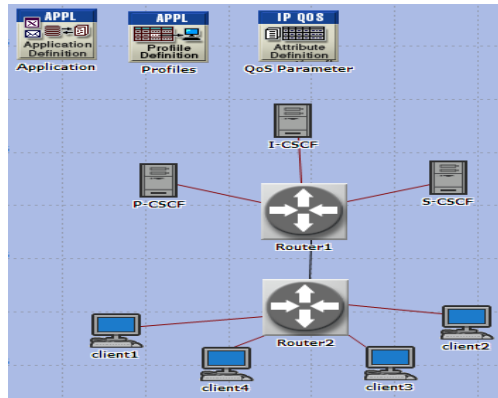 APPL
Application
Definition
Application
APPL
Profile
Definition
Profiles
IP QOS
Attribute
Definition
QoS Parameter
I-CSCF
P-CSCF
S-CSCF
Router1
Router2
client1
client2
client4
client3